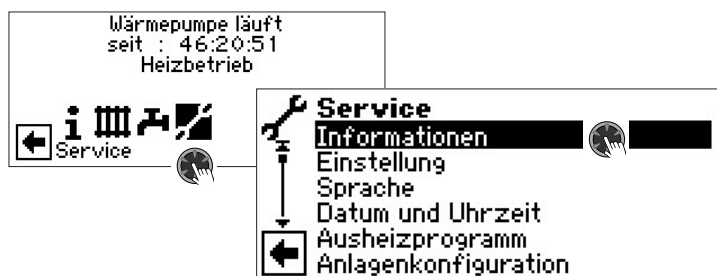 Wärmepumpe läuft
seit : 46:20:51
Heizbetrieb
Service
Service
Informationen
Einstellung
Sprache
Datum und Uhrzeit
Ausheizprogramm
Anlagenkonfiguration